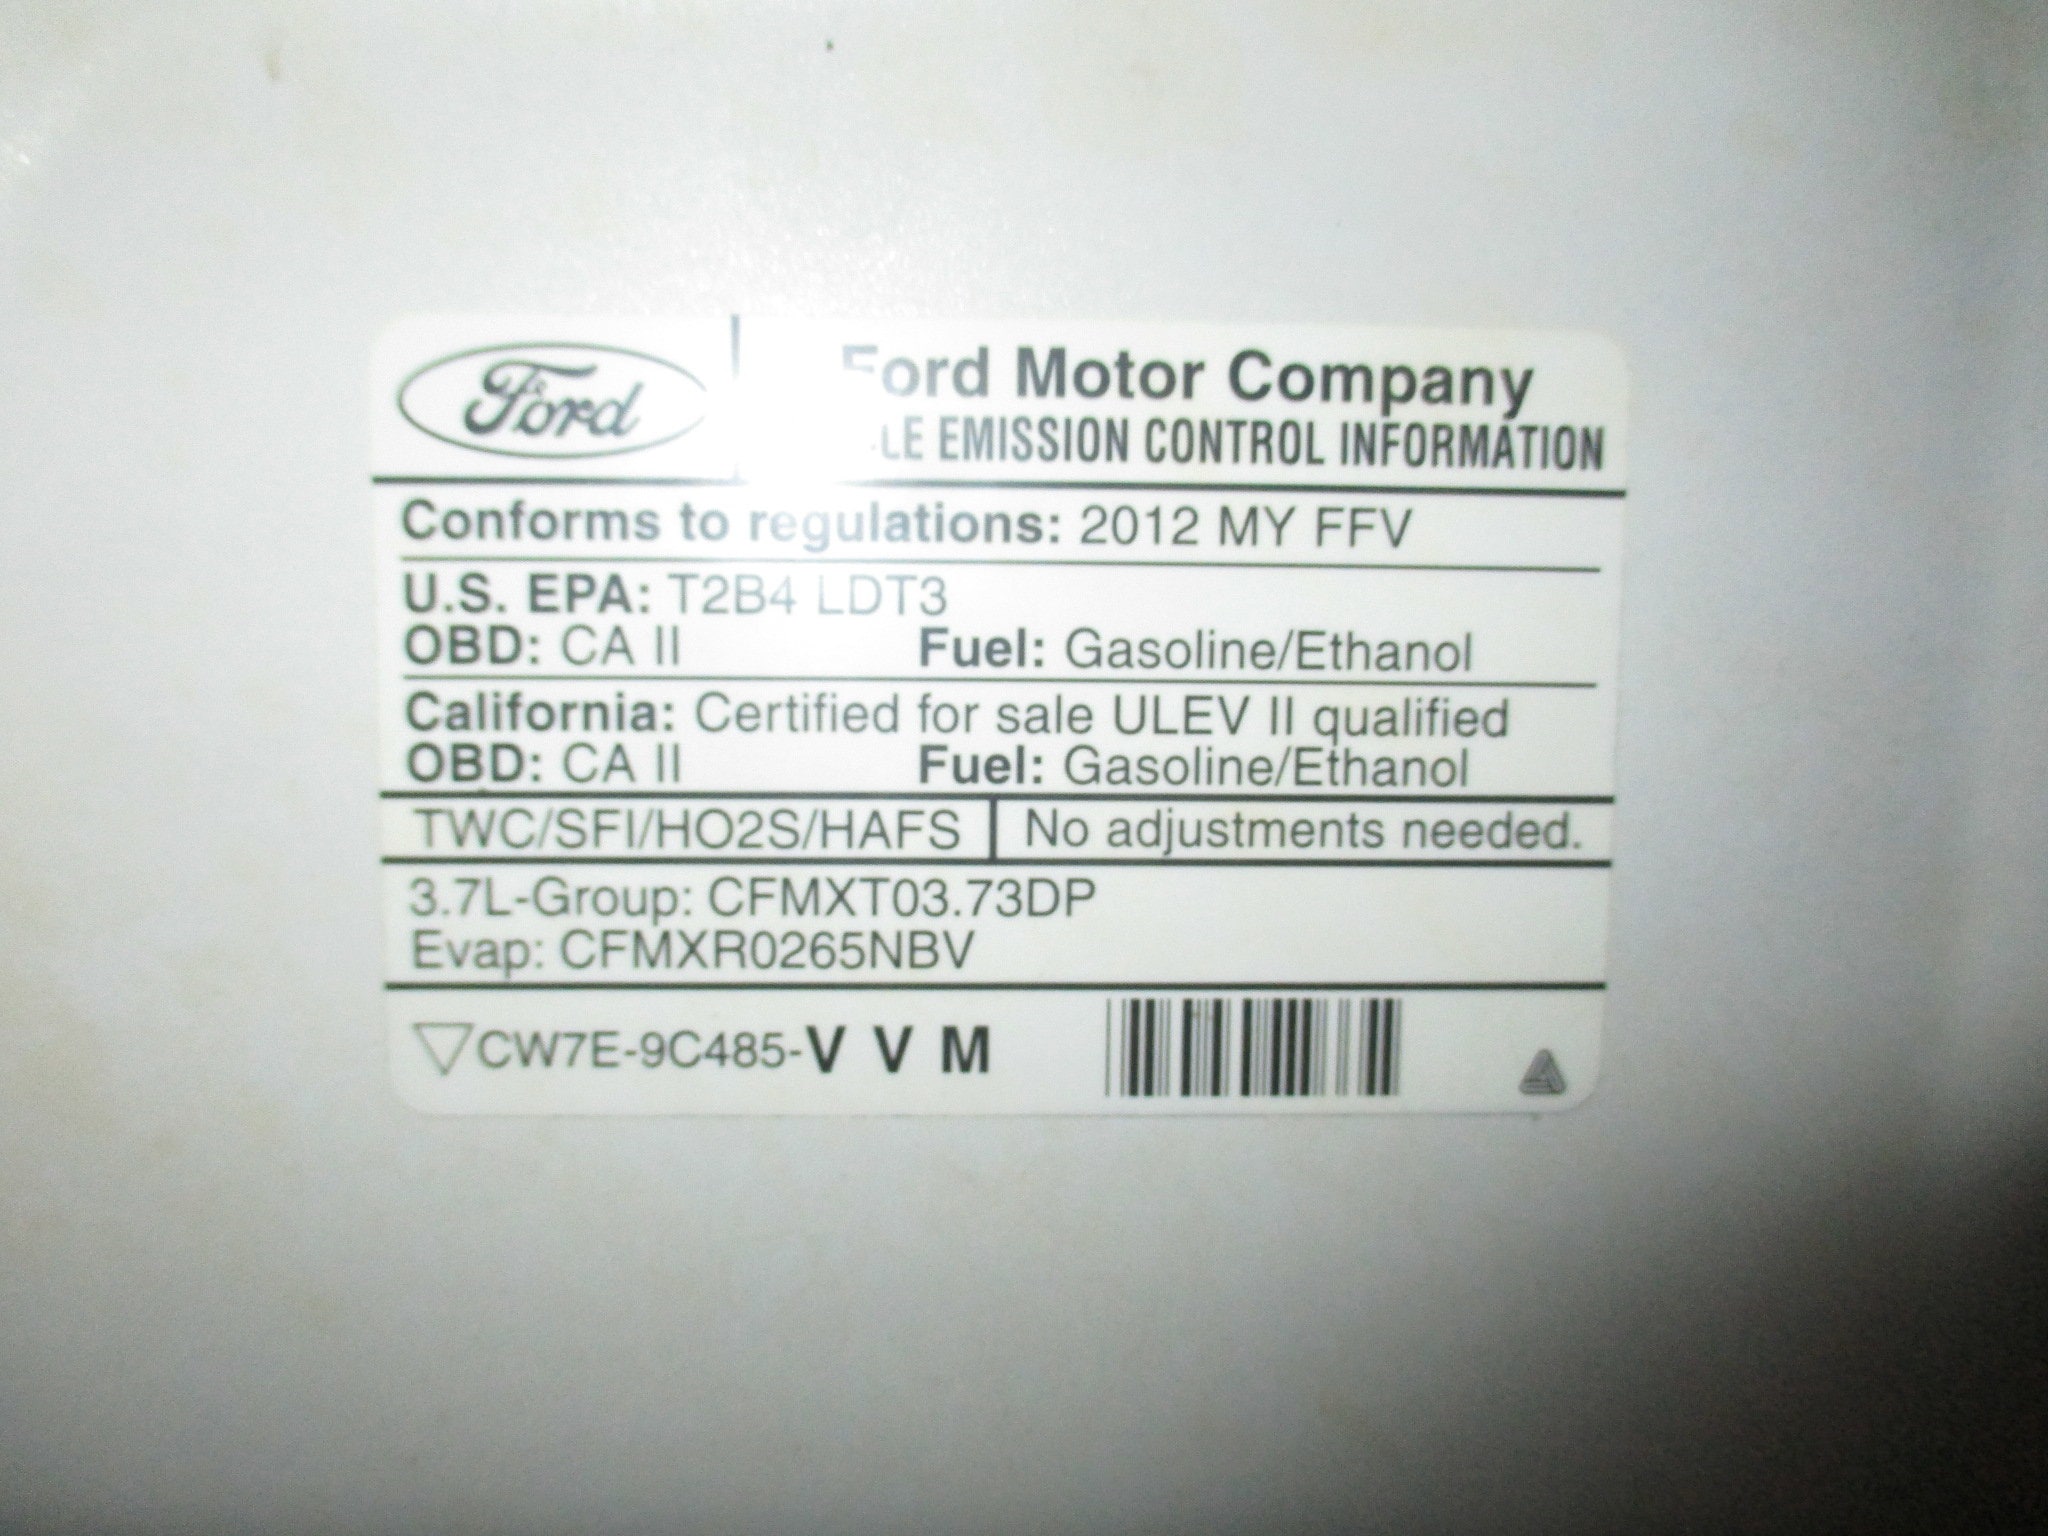 Ford
Ford Motor Company
EMISSION CONTROL INFORMATION
Conforms to regulations: 2012 MY FFV
U.S. EPA: T2B4 LDT3
OBD: CA II Fuel: Gasoline/Ethanol
California: Certified for sale ULEV II qualified
OBD: CA II Fuel: Gasoline/Ethanol
TWC/SFI/HO2S/HAFS No adjustments needed.
3.7L-Group: CFMXT03.73DP
Evap: CFMXR0265NBV
CW7E-9C485-V V M